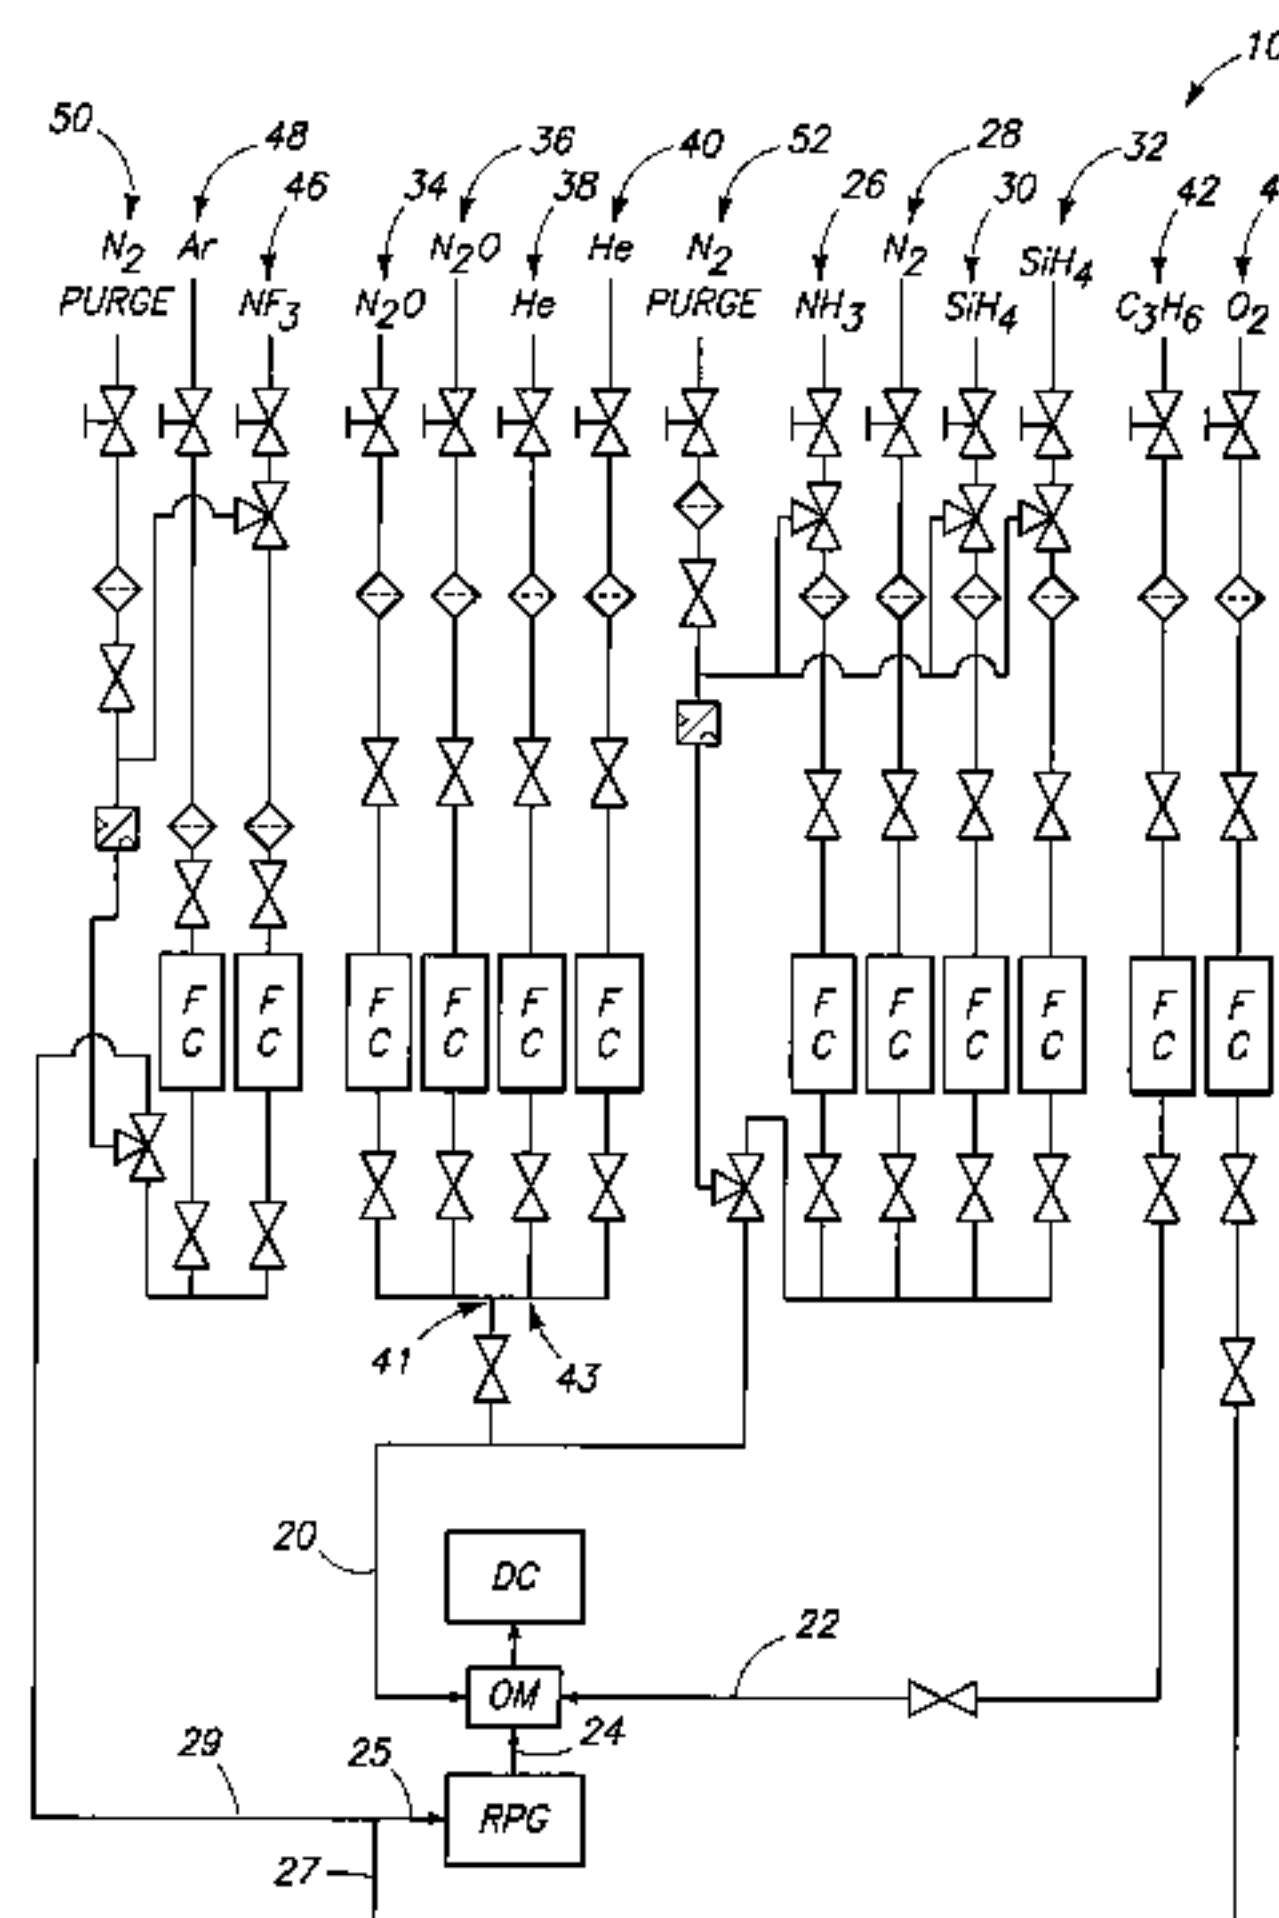 10
50 48 36 40 52 28 32
46 34 38 26 30 42 4
N2 Ar N2O He N2 N2 SiH4
PURGE NF3 N2O He PURGE NH3 SiH4 C3H6 O2
F F F F F F F F F F F F
C C C C C C C C C C C C
41 43
20 DC
22
OM
24
29 25
RPG
27